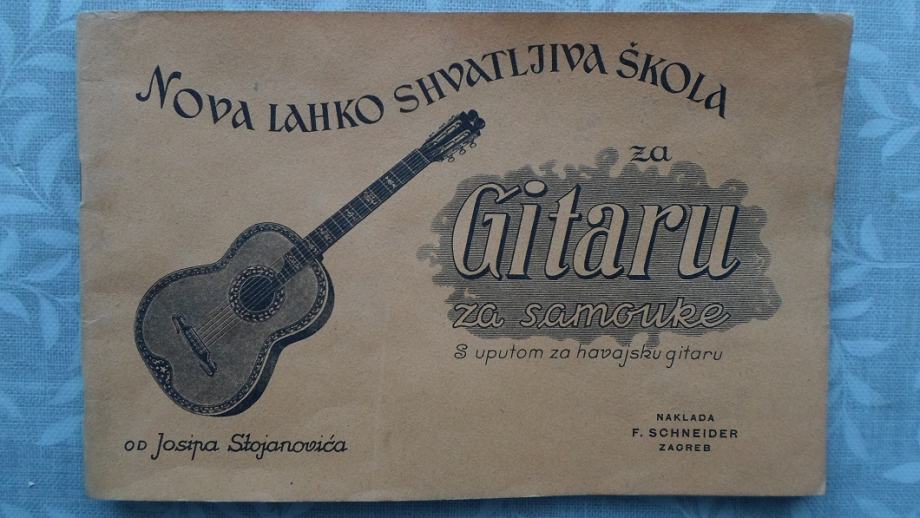 NOVA LAHKO SHVATLJIVA ŠKOLA
za
Gitaru
za samouke
S uputom za havajsku gitaru
OD Josipa Stojanovića
NAKLADA
F. SCHNEIDER
ZAGREB